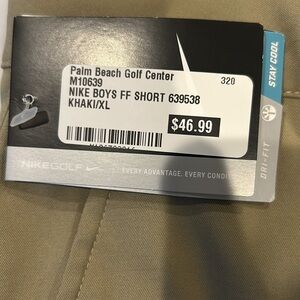 Palm Beach Golf Center
M10639
320
NIKE BOYS FF SHORT 639538
KHAKI/XL
$46.99
STAY COOL
DRI-FIT
NIKEGOLF
EVERY ADVANTAGE. EVERY CONDITI